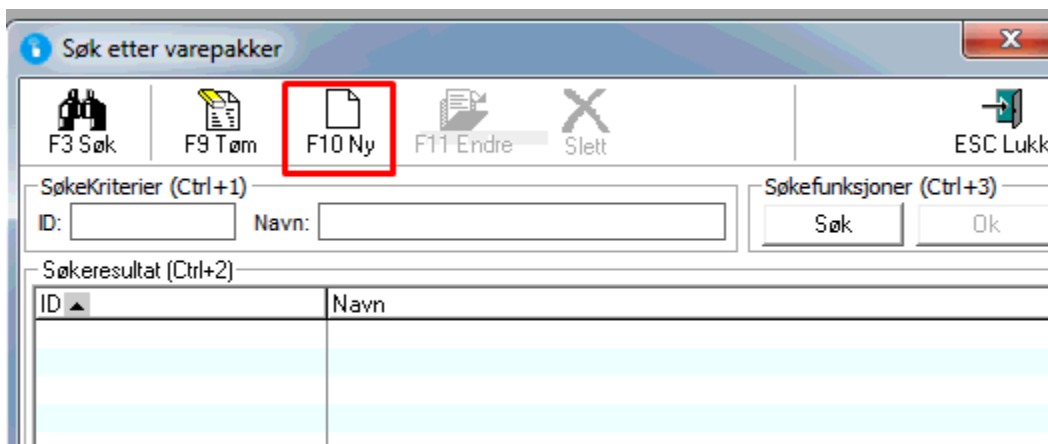 Søk etter varepakker
F3 Søk F9 Tøm F10 Ny F11 Endre Slett ESC Lukk
SøkeKriterier (Ctrl+1) Søkefunksjoner (Ctrl+3)
ID: Navn: Søk Ok
Søkeresultat (Ctrl+2)
ID Navn